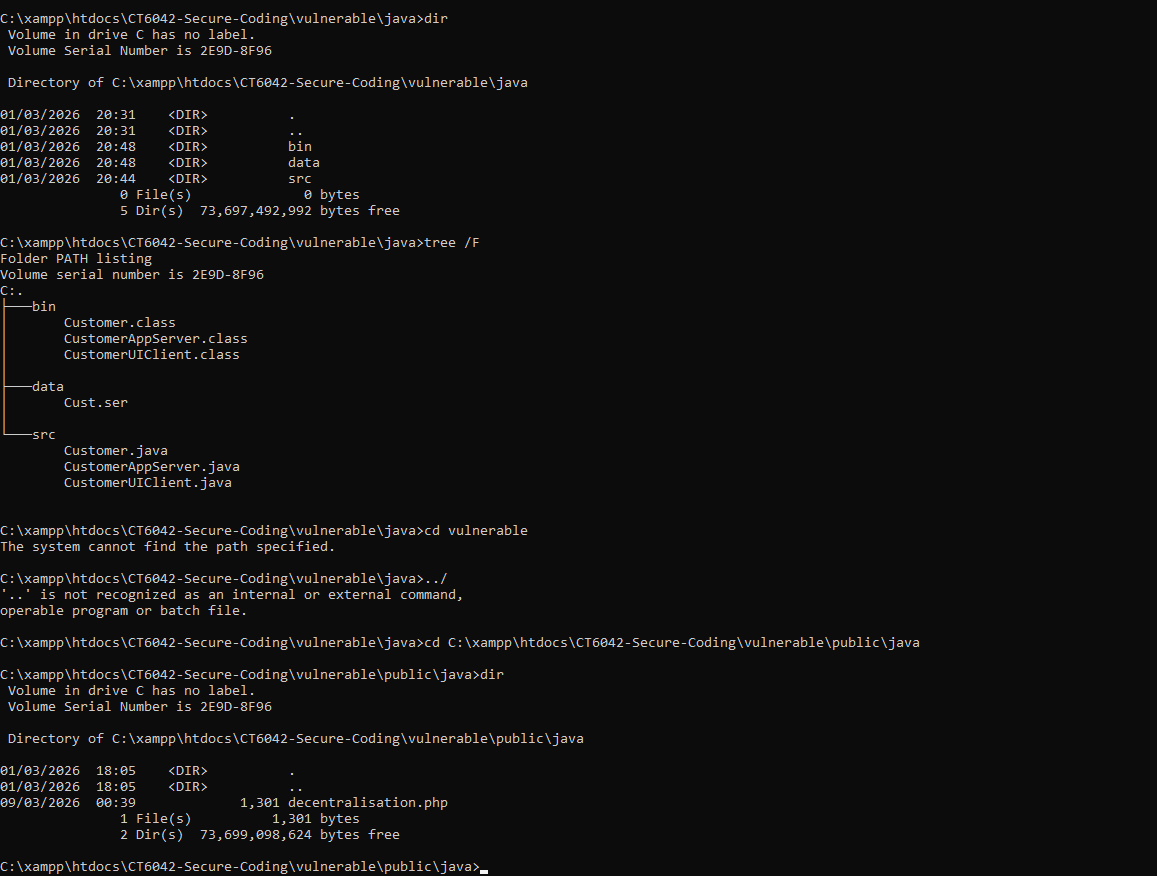 C:\xampp\htdocs\CT6042-Secure-Coding\vulnerable\java>dir
 Volume in drive C has no label.
 Volume Serial Number is 2E9D-8F96

 Directory of C:\xampp\htdocs\CT6042-Secure-Coding\vulnerable\java

01/03/2026  20:31    <DIR>          .
01/03/2026  20:31    <DIR>          ..
01/03/2026  20:48    <DIR>          bin
01/03/2026  20:48    <DIR>          data
01/03/2026  20:44    <DIR>          src
               0 File(s)              0 bytes
               5 Dir(s)  73,697,492,992 bytes free

C:\xampp\htdocs\CT6042-Secure-Coding\vulnerable\java>tree /F
Folder PATH listing
Volume serial number is 2E9D-8F96
C:.
├───bin
│       Customer.class
│       CustomerAppServer.class
│       CustomerUIClient.class
│
├───data
│       Cust.ser
│
└───src
        Customer.java
        CustomerAppServer.java
        CustomerUIClient.java


C:\xampp\htdocs\CT6042-Secure-Coding\vulnerable\java>cd vulnerable
The system cannot find the path specified.

C:\xampp\htdocs\CT6042-Secure-Coding\vulnerable\java>../
'..' is not recognized as an internal or external command,
operable program or batch file.

C:\xampp\htdocs\CT6042-Secure-Coding\vulnerable\java>cd C:\xampp\htdocs\CT6042-Secure-Coding\vulnerable\public\java

C:\xampp\htdocs\CT6042-Secure-Coding\vulnerable\public\java>dir
 Volume in drive C has no label.
 Volume Serial Number is 2E9D-8F96

 Directory of C:\xampp\htdocs\CT6042-Secure-Coding\vulnerable\public\java

01/03/2026  18:05    <DIR>          .
01/03/2026  18:05    <DIR>          ..
09/03/2026  00:39             1,301 decentralisation.php
               1 File(s)          1,301 bytes
               2 Dir(s)  73,699,098,624 bytes free

C:\xampp\htdocs\CT6042-Secure-Coding\vulnerable\public\java>